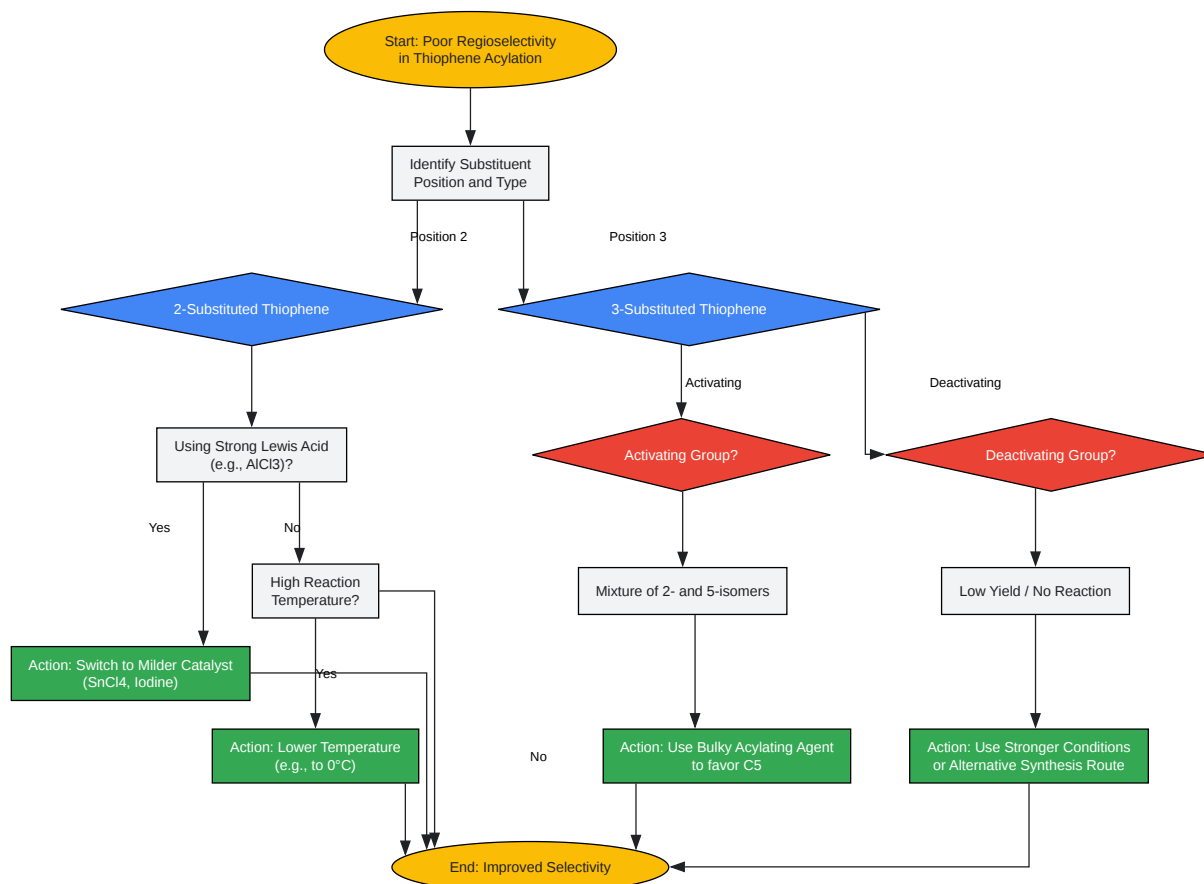 Start: Poor Regioselectivity
in Thiophene Acylation
Identify Substituent
Position and Type
Position 2
Position 3
2-Substituted Thiophene
3-Substituted Thiophene
Activating
Deactivating
Using Strong Lewis Acid
(e.g., AlCl3)?
Activating Group?
Deactivating Group?
Yes
No
High Reaction
Temperature?
Mixture of 2- and 5-isomers
Low Yield / No Reaction
Action: Switch to Milder Catalyst
(SnCl4, Iodine)
Yes
Action: Lower Temperature
(e.g., to 0°C)
No
Action: Use Bulky Acylating Agent
to favor C5
Action: Use Stronger Conditions
or Alternative Synthesis Route
End: Improved Selectivity